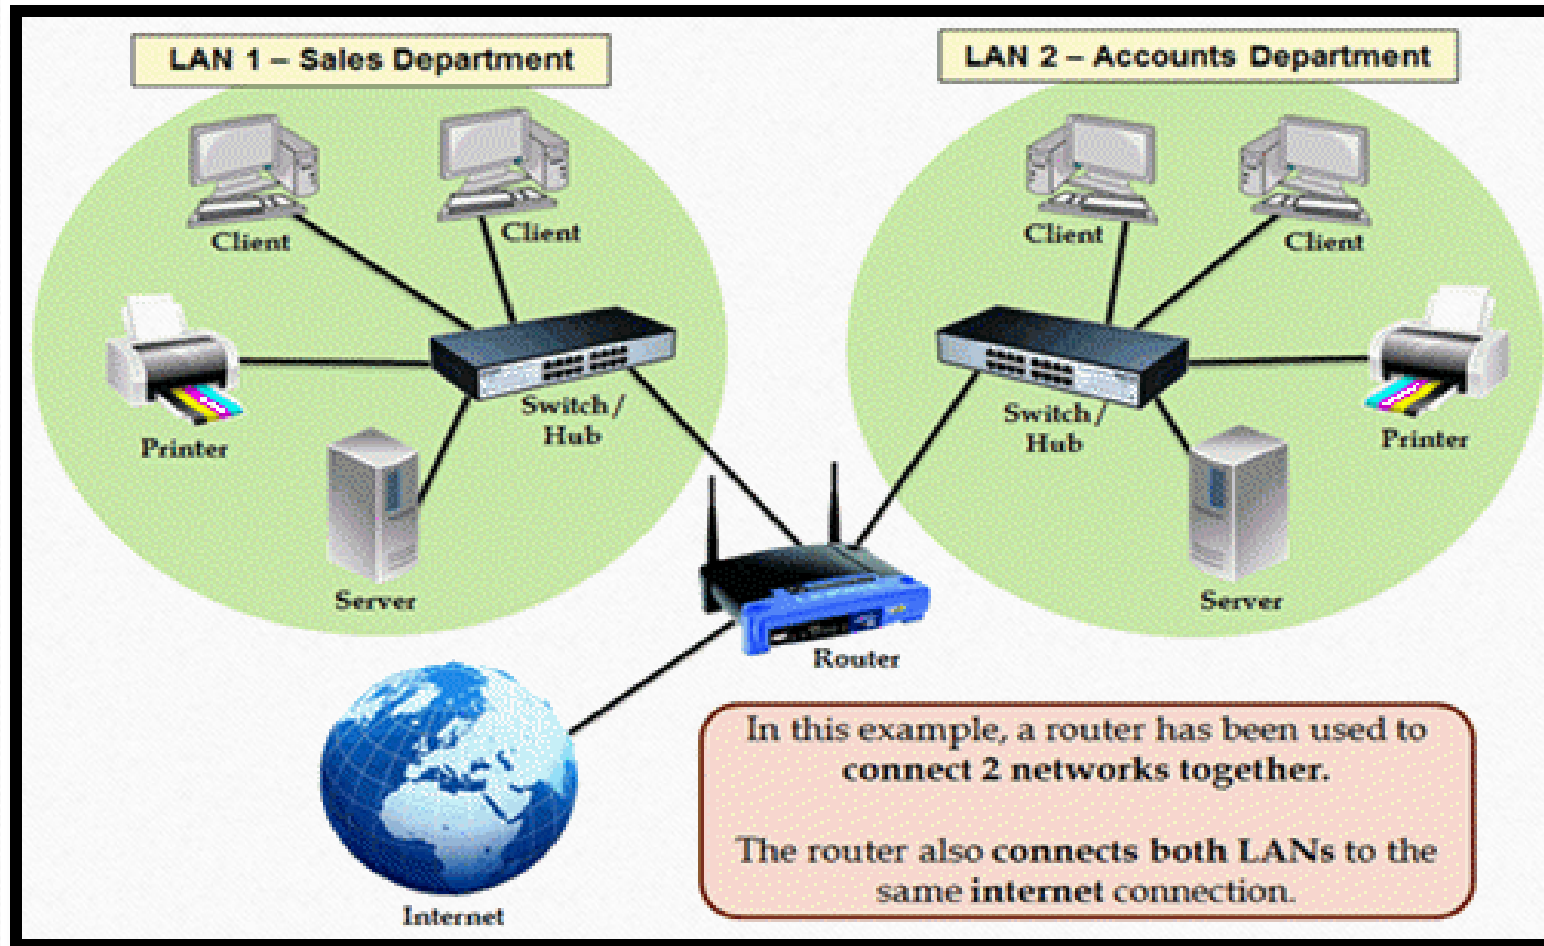 LAN 1 – Sales Department
LAN 2 – Accounts Department
Client
Client
Client
Client
Printer
Switch /
Hub
Switch /
Hub
Printer
Server
Server
Router
Internet
In this example, a router has been used to
connect 2 networks together.
The router also connects both LANs to the
same internet connection.